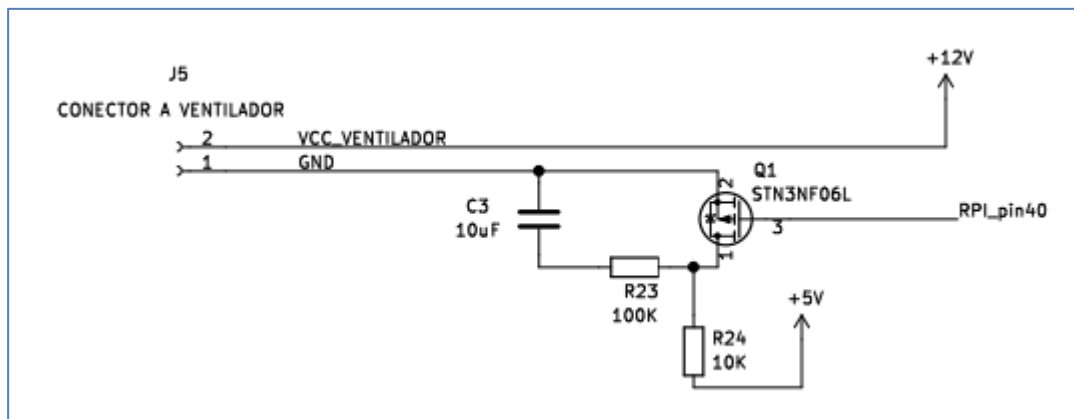 J5
CONECTOR A VENTILADOR
2 VCC_VENTILADOR
1 GND
+12V
C3
10uF
Q1
STN3NF06L
2
*
3
1
RPI_pin40
R23
100K
R24
10K
+5V